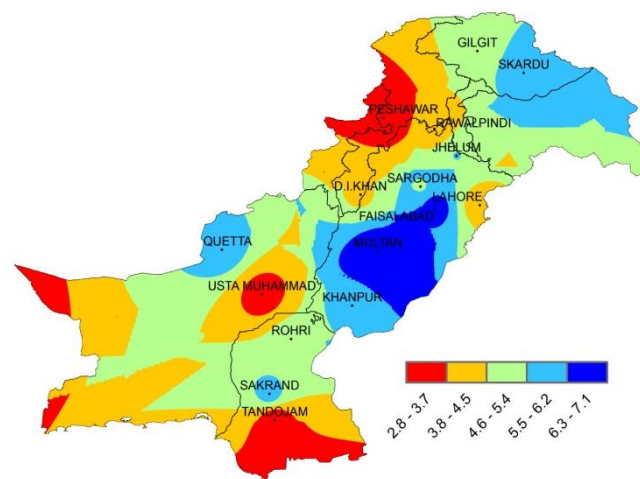 GILGIT
SKARDU
PESHAWAR
RAWALPINDI
JHELUM
SARGODHA
D.I.KHAN
LAHORE
FAISALABAD
MULTAN
QUETTA
USTA MUHAMMAD
KHANPUR
ROHRI
SAKRAND
TANDOJAM
2.8 - 3.7
3.8 - 4.5
4.6 - 5.4
5.5 - 6.2
6.3 - 7.1